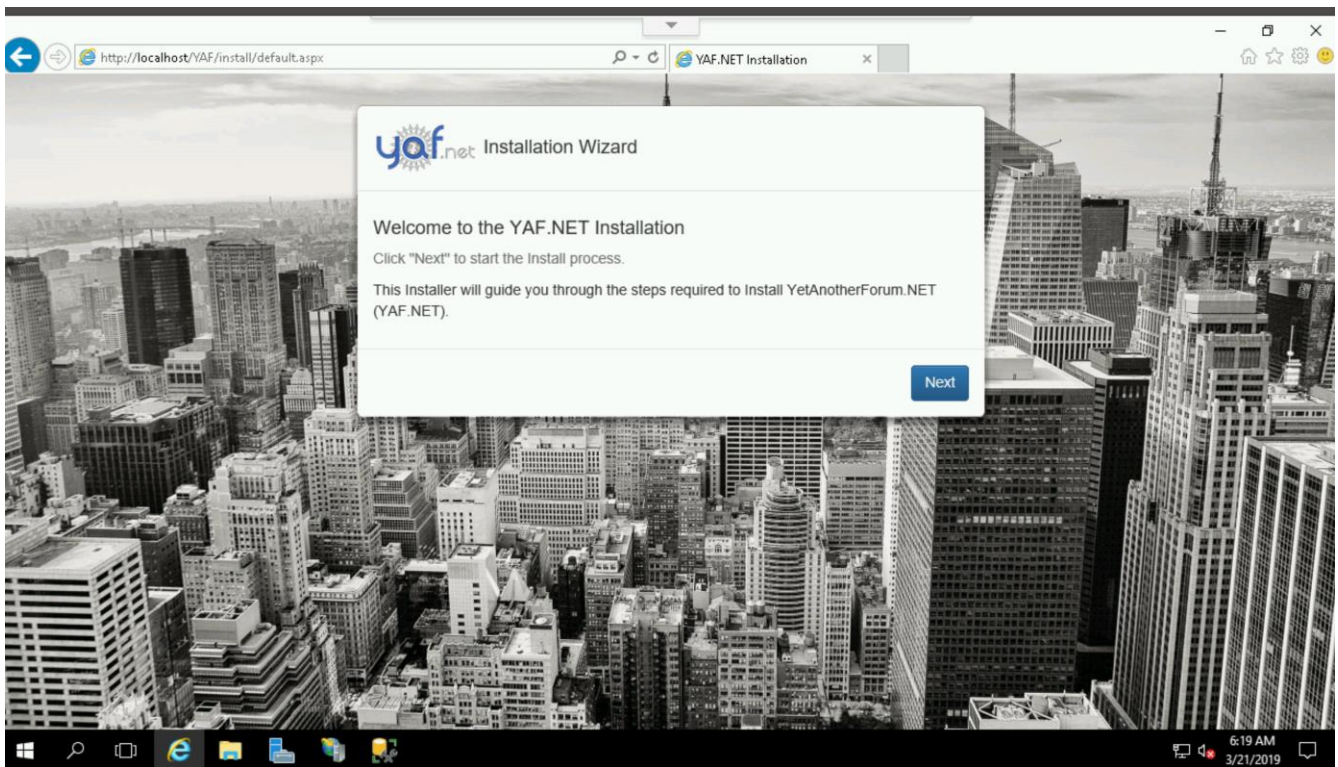 http://localhost/YAF/install/default.aspx
YAF.NET Installation
yaf.net Installation Wizard
Welcome to the YAF.NET Installation
Click "Next" to start the Install process.
This Installer will guide you through the steps required to Install YetAnotherForum.NET
(YAF.NET).
Next
6:19 AM
3/21/2019